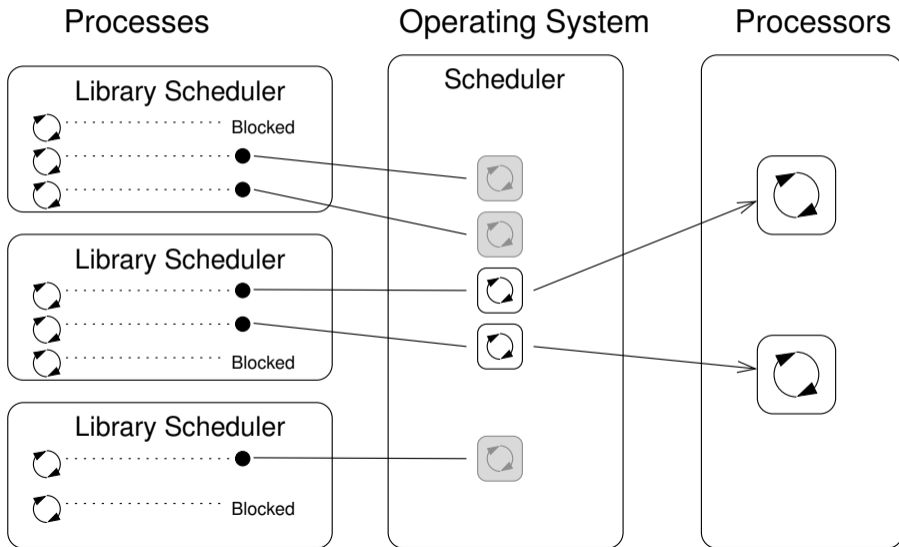 Processes
Operating System
Processors
Library Scheduler
Blocked
Library Scheduler
Blocked
Library Scheduler
Blocked
Scheduler